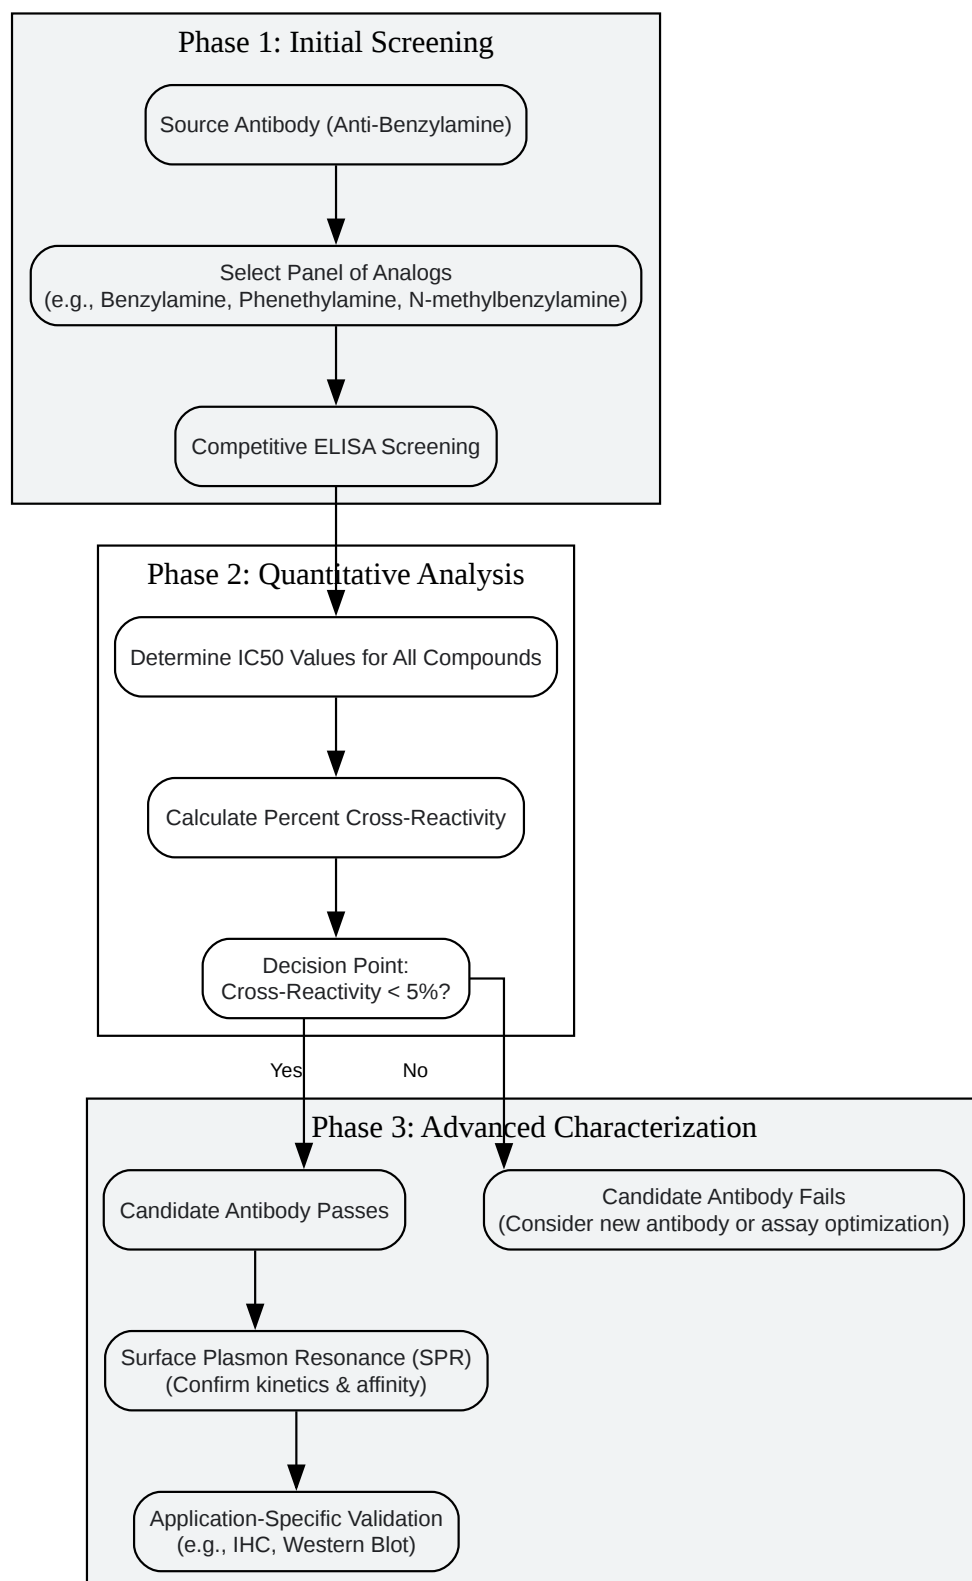 Phase 1: Initial Screening
Source Antibody (Anti-Benzylamine)
Select Panel of Analogs
(e.g., Benzylamine, Phenethylamine, N-methylbenzylamine)
Competitive ELISA Screening
Phase 2: Quantitative Analysis
Determine IC50 Values for All Compounds
Calculate Percent Cross-Reactivity
Decision Point:
Cross-Reactivity < 5%?
Yes
No
Phase 3: Advanced Characterization
Candidate Antibody Passes
Candidate Antibody Fails
(Consider new antibody or assay optimization)
Surface Plasmon Resonance (SPR)
(Confirm kinetics & affinity)
Application-Specific Validation
(e.g., IHC, Western Blot)